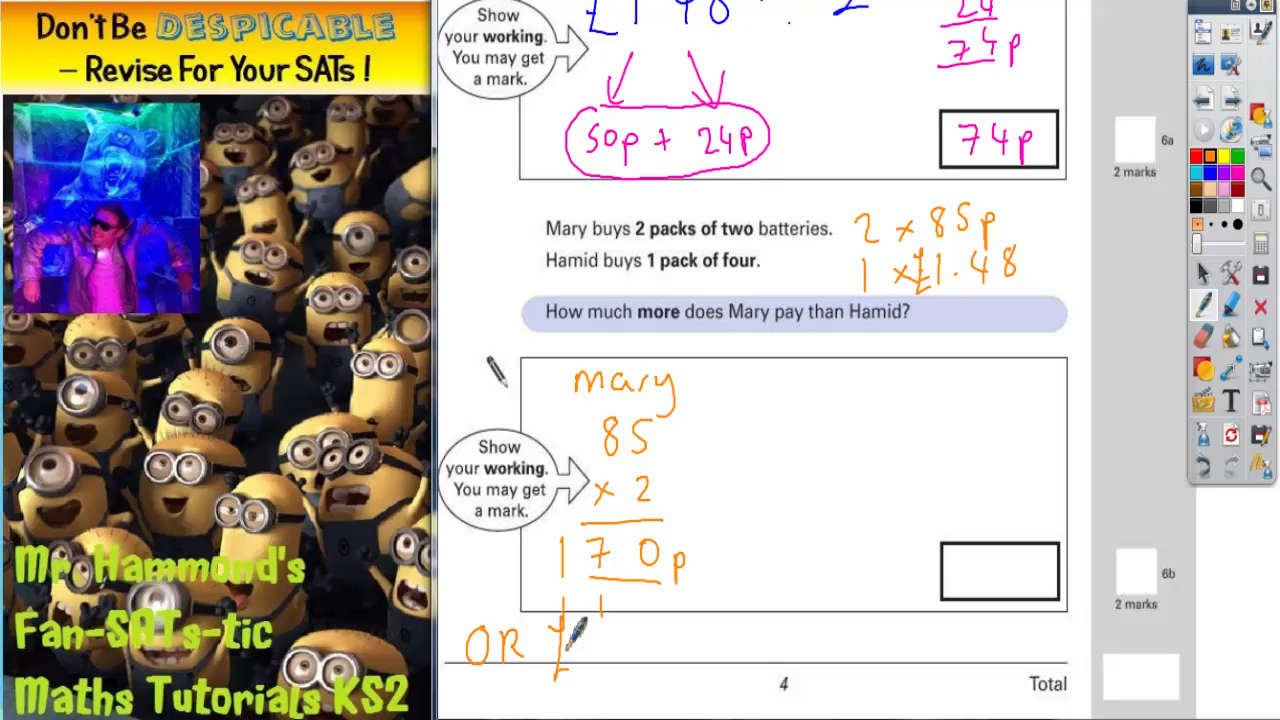 Don't Be DESPICABLE
– Revise For Your SATs !
Mr. Hammond's
Fan-SATs-tic
Maths Tutorials KS2
Show
your working.
You may get
a mark.
24
74p
50p + 24p
74p
6a
2 marks
Mary buys 2 packs of two batteries.
2 x 85p
Hamid buys 1 pack of four.
1 x £1.48
How much more does Mary pay than Hamid?
mary
85
x 2
170p
1 1
OR £
Show
your working.
You may get
a mark.
6b
2 marks
4
Total